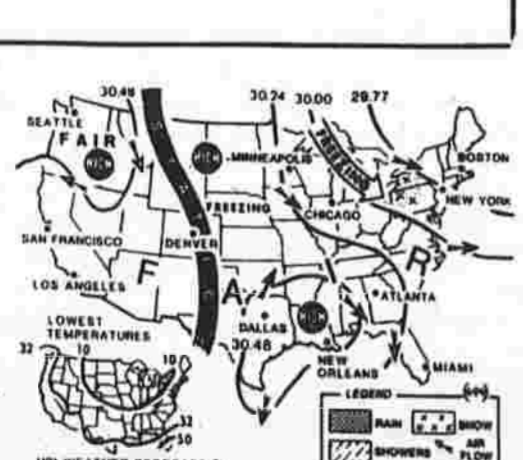 30.48
30.24 30.00 29.77
SEATTLE
FAIR
HIGH
HIGH
MINNEAPOLIS
FREEZING
BOSTON
NEW YORK
FREEZING
CHICAGO
SAN FRANCISCO
DENVER
F A R
LOS ANGELES
ATLANTA
LOWEST
TEMPERATURES
DALLAS
HIGH
30.48
NEW
ORLEANS
MIAMI
32 10 10
32
50
LEGEND
RAIN
SNOW
SHOWERS
AIR
FLOW